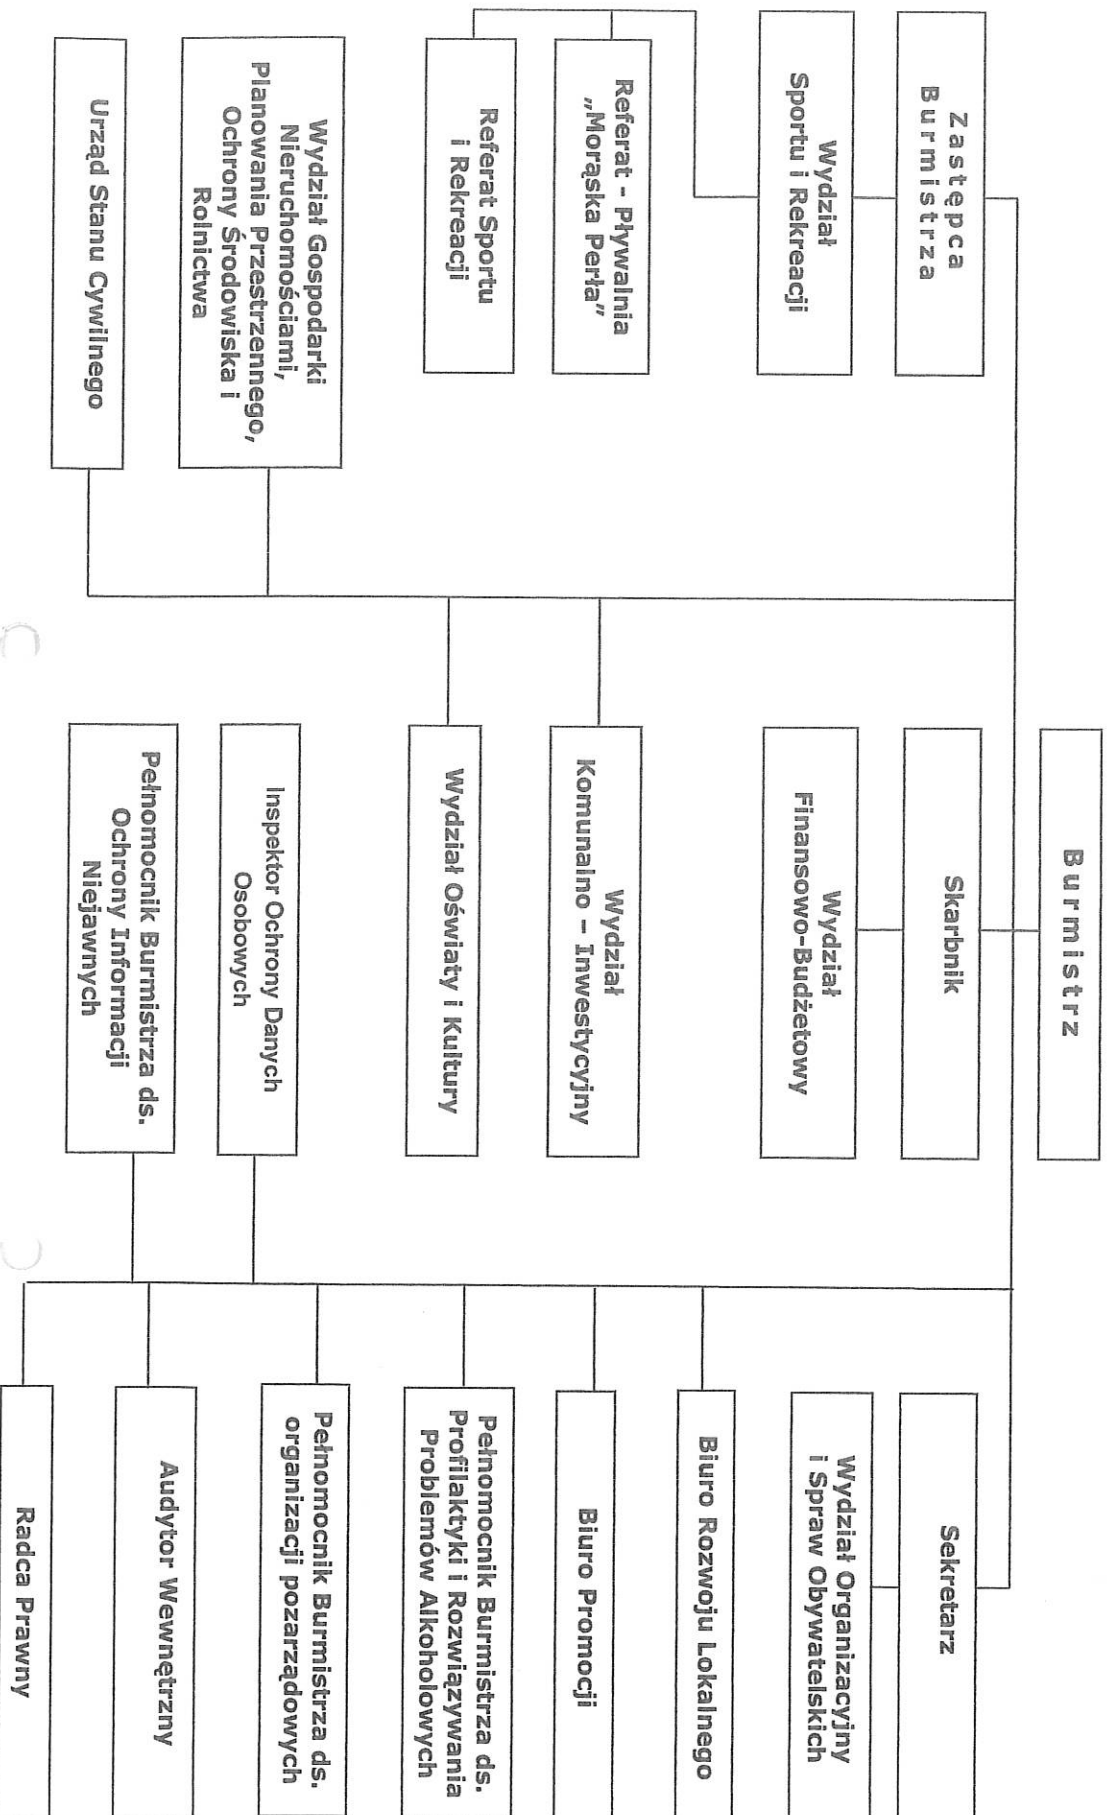 Burmistrz
Zastępca
Burmistrza
Skarbnik
Sekretarz
Wydział
Sportu i Rekreacji
Wydział
Finansowo-Budżetowy
Wydział Organizacyjny
i Spraw Obywatelskich
Referat - Pływalnia
„Morąska Perła”
Referat Sportu
i Rekreacji
Wydział
Komunalno - Inwestycyjny
Biuro Rozwoju Lokalnego
Biuro Promocji
Wydział Oświaty i Kultury
Pełnomocnik Burmistrza ds.
Profilaktyki i Rozwiązywania
Problemów Alkoholowych
Wydział Gospodarki
Nieruchomościami,
Planowania Przestrzennego,
Ochrony Środowiska i
Rolnictwa
Inspektor Ochrony Danych
Osobowych
Pełnomocnik Burmistrza ds.
organizacji pozarządowych
Urząd Stanu Cywilnego
Pełnomocnik Burmistrza ds.
Ochrony Informacji
Niejawnych
Audytor Wewnętrzny
Radca Prawny